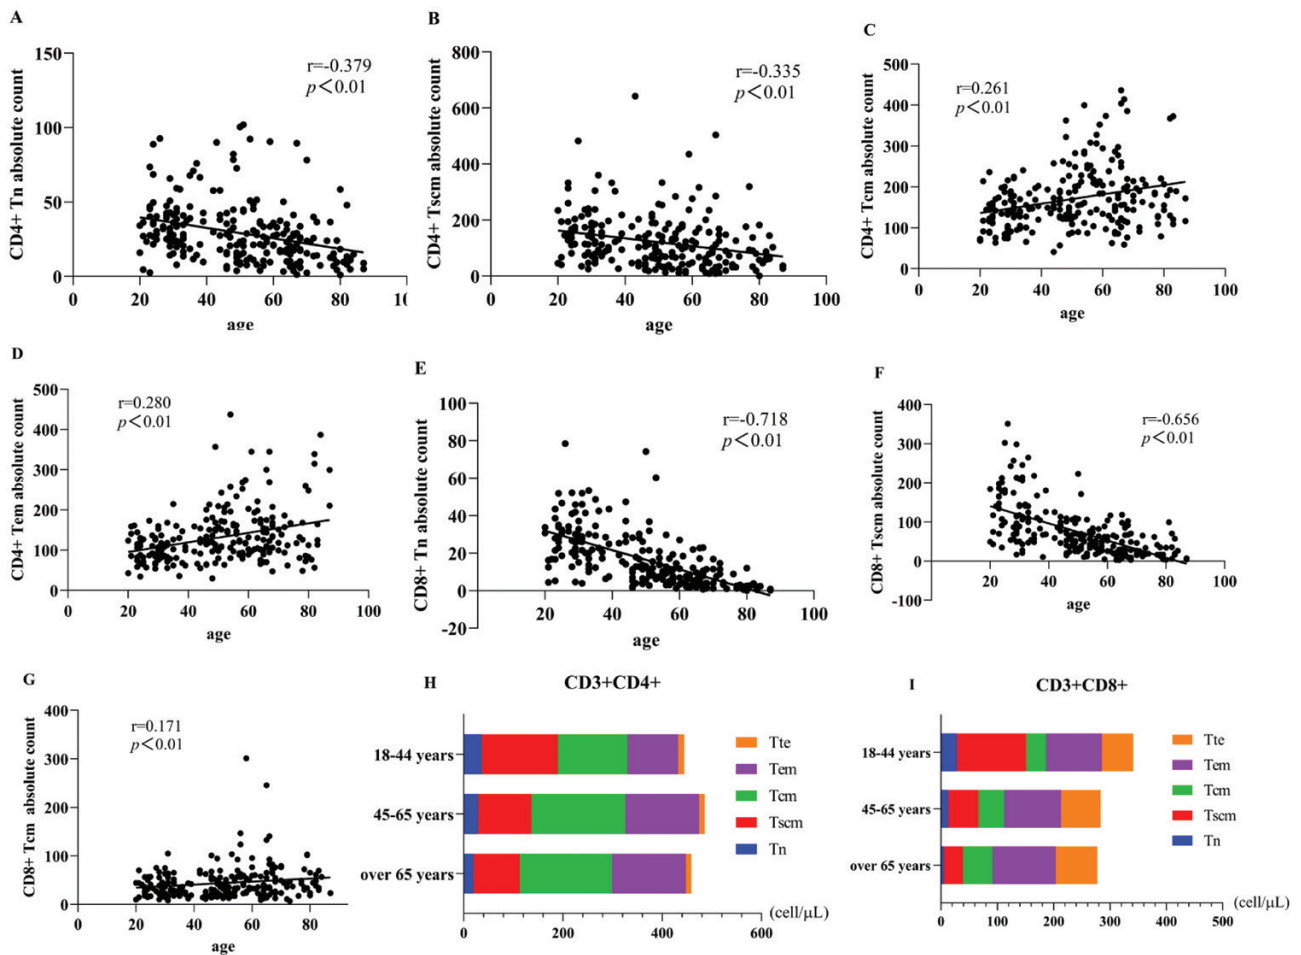 A
CD4+ Tn absolute count
150
100
50
0
r=-0.379
p<0.01
0 20 40 60 80 1(
age
B
CD4+ Tscm absolute count
800
600
400
200
0
r=-0.335
p<0.01
0 20 40 60 80 100
age
C
CD4+ Tcm absolute count
500
400
300
200
100
0
r=0.261
p<0.01
0 20 40 60 80 100
age
D
CD4+ Tem absolute count
500
400
300
200
100
0
r=0.280
p<0.01
0 20 40 60 80 100
age
E
CD8+ Tn absolute count
100
80
60
40
20
0
-20
r=-0.718
p<0.01
20 40 60 80 100
age
F
CD8+ Tscm absolute count
400
300
200
100
0
-100
r=-0.656
p<0.01
20 40 60 80 100
age
G
CD8+ Tcm absolute count
400
300
200
100
0
r=0.171
p<0.01
0 20 40 60 80
age
H
CD3+CD4+
18-44 years
45-65 years
over 65 years
Tte
Tem
Tcm
Tscm
Tn
0 200 400 600
(cell/μL)
I
CD3+CD8+
18-44 years
45-65 years
over 65 years
Tte
Tem
Tcm
Tscm
Tn
0 100 200 300 400 500
(cell/μL)